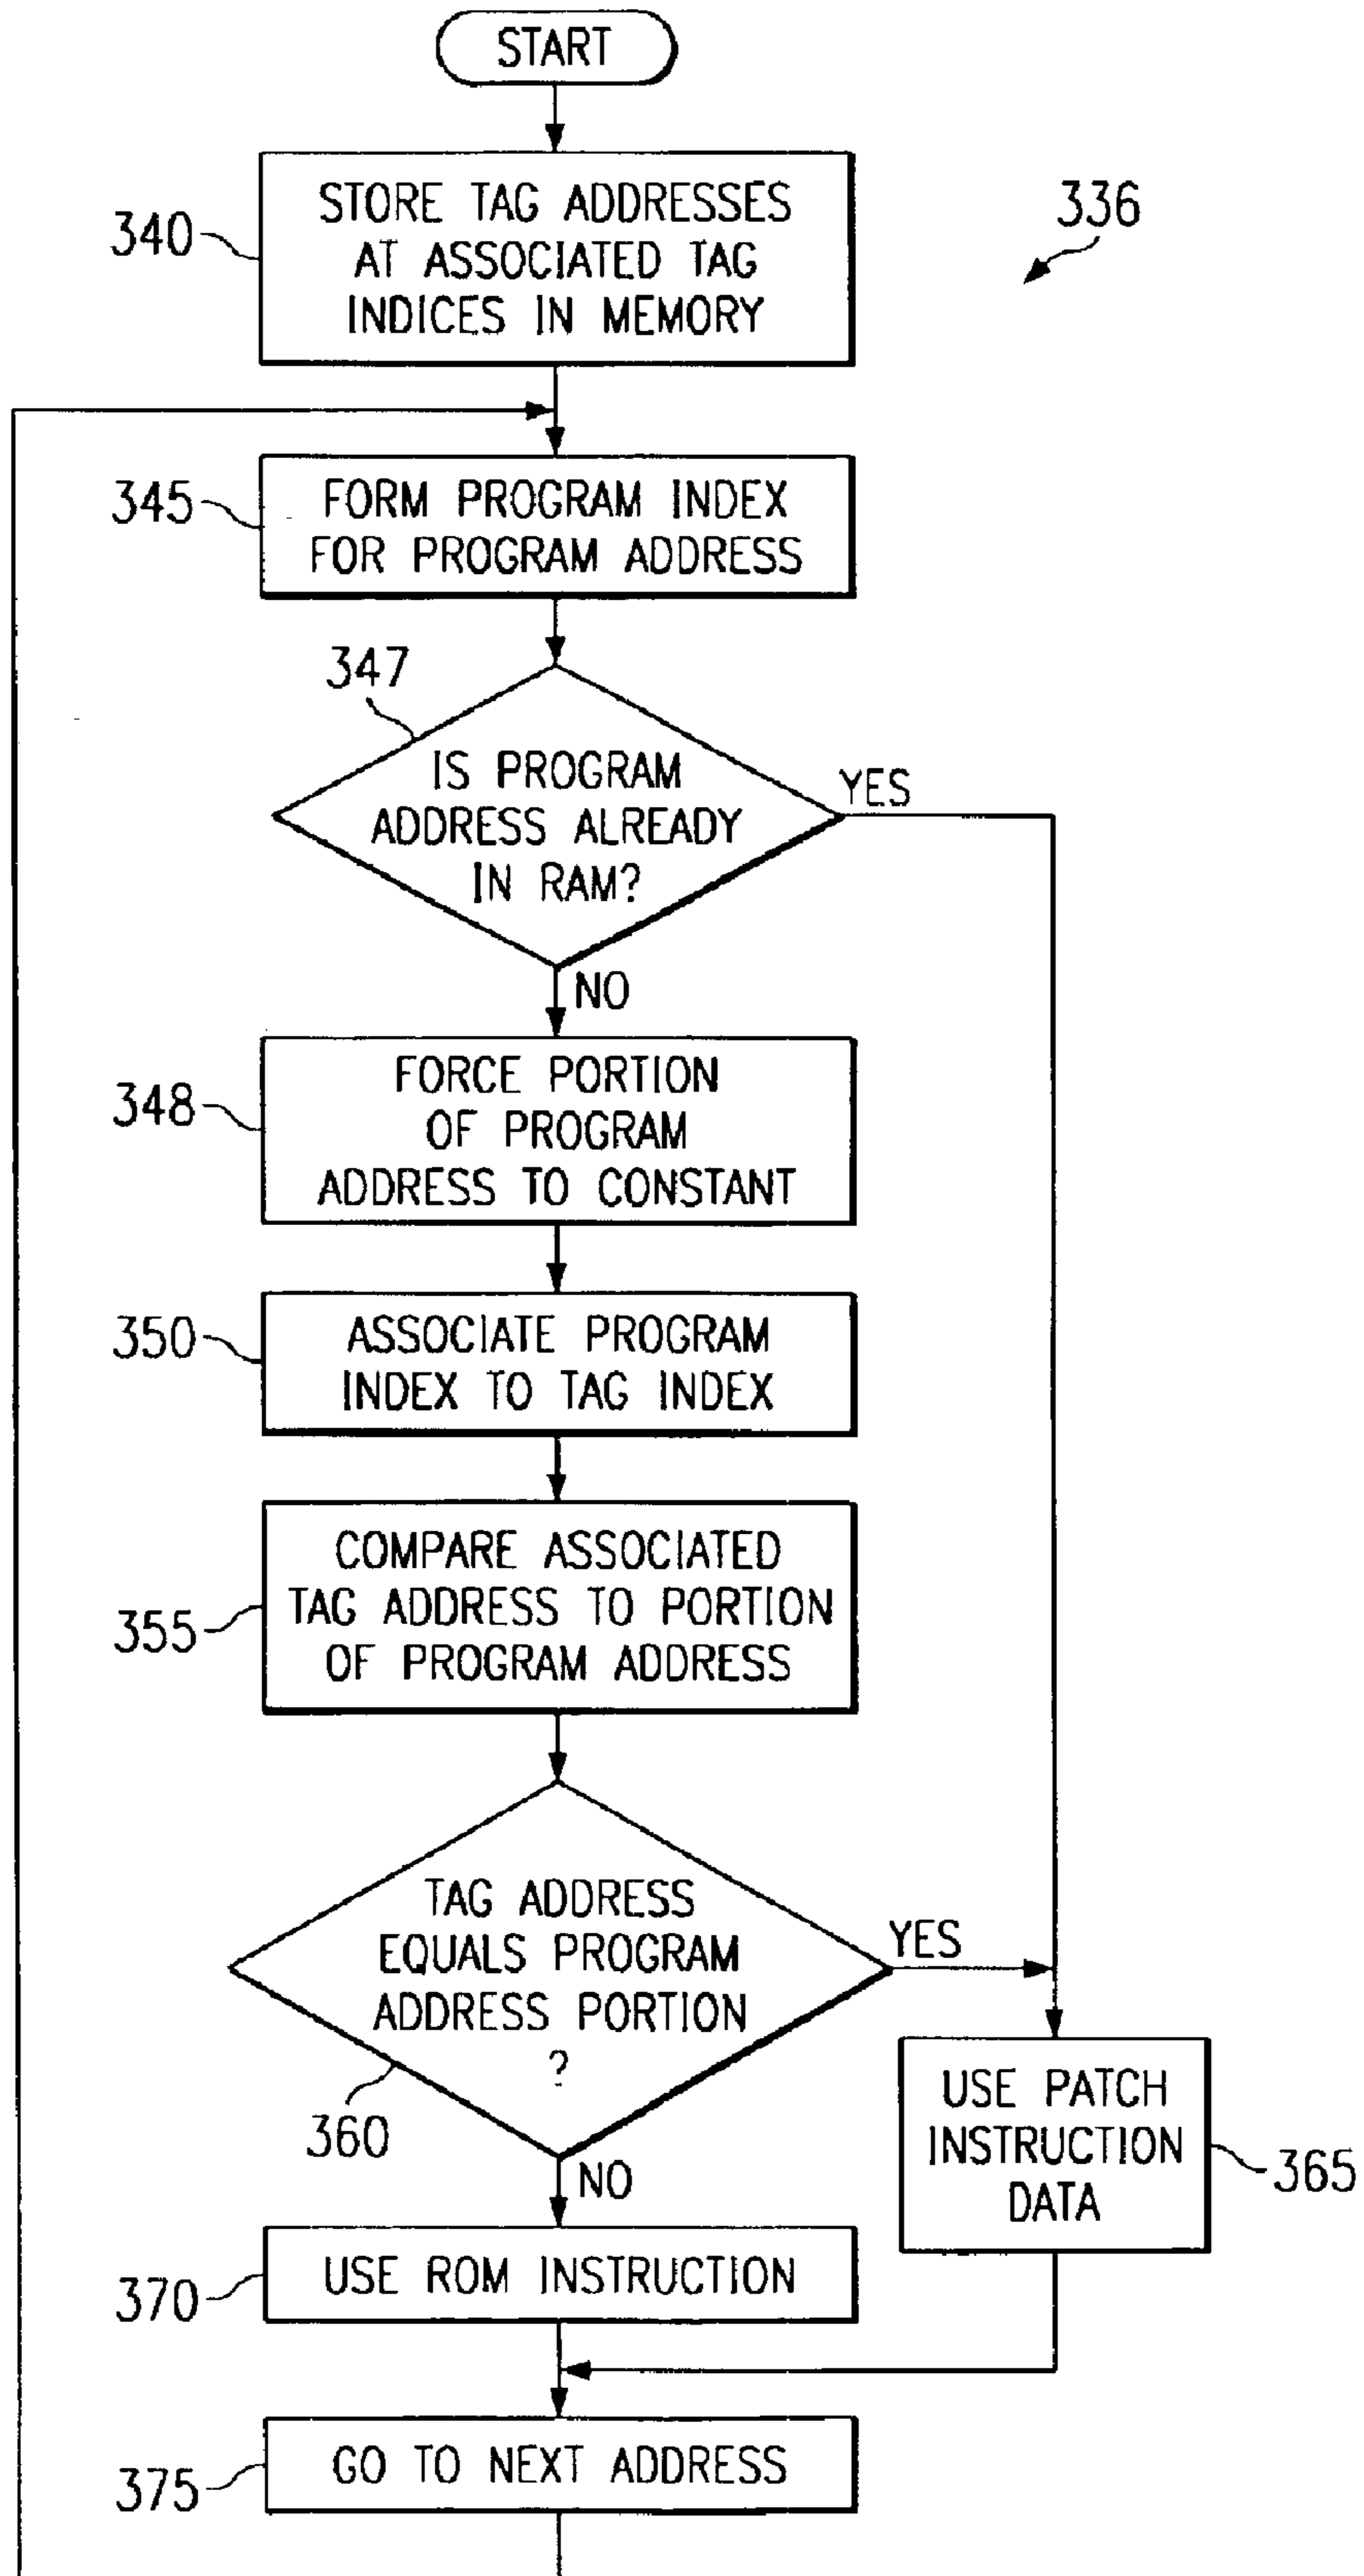 START
336
340
STORE TAG ADDRESSES
AT ASSOCIATED TAG
INDICES IN MEMORY
345
FORM PROGRAM INDEX
FOR PROGRAM ADDRESS
347
IS PROGRAM
ADDRESS ALREADY
IN RAM?
YES
NO
348
FORCE PORTION
OF PROGRAM
ADDRESS TO CONSTANT
350
ASSOCIATE PROGRAM
INDEX TO TAG INDEX
355
COMPARE ASSOCIATED
TAG ADDRESS TO PORTION
OF PROGRAM ADDRESS
TAG ADDRESS
EQUALS PROGRAM
ADDRESS PORTION
?
360
YES
NO
USE PATCH
INSTRUCTION
DATA
365
370
USE ROM INSTRUCTION
375
GO TO NEXT ADDRESS